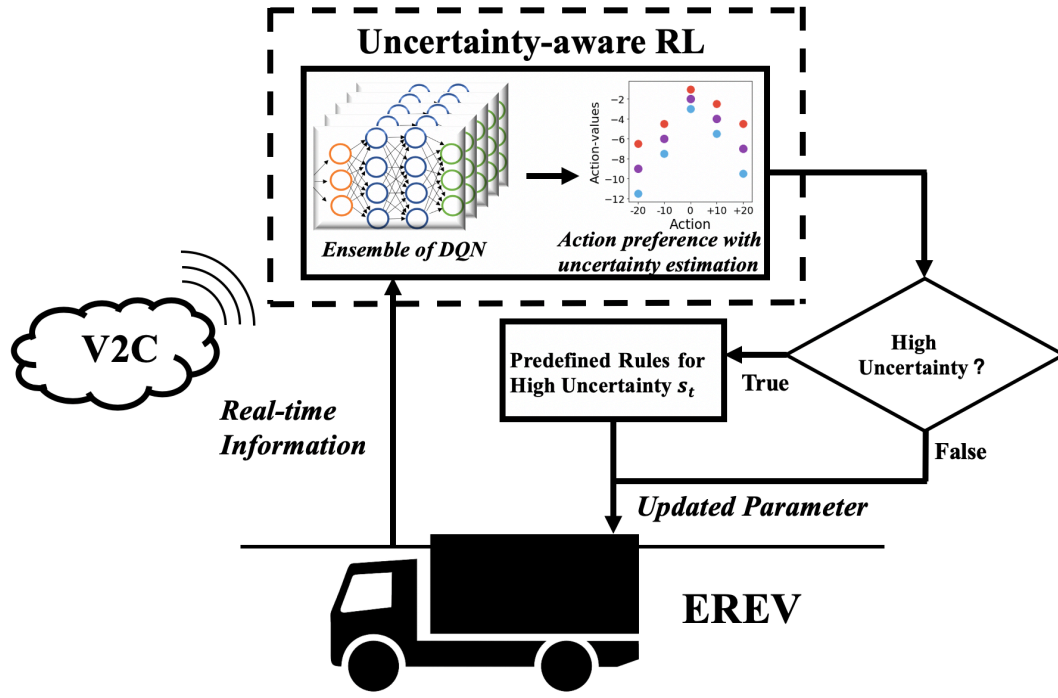 Uncertainty-aware RL
Action-values
−2
−4
−6
−8
−10
−12
-20
-10
0
+10
+20
Action
Ensemble of DQN
Action preference with
uncertainty estimation
V2C
Predefined Rules for
High Uncertainty s_t
High
Uncertainty ?
True
False
Real-time
Information
Updated Parameter
EREV